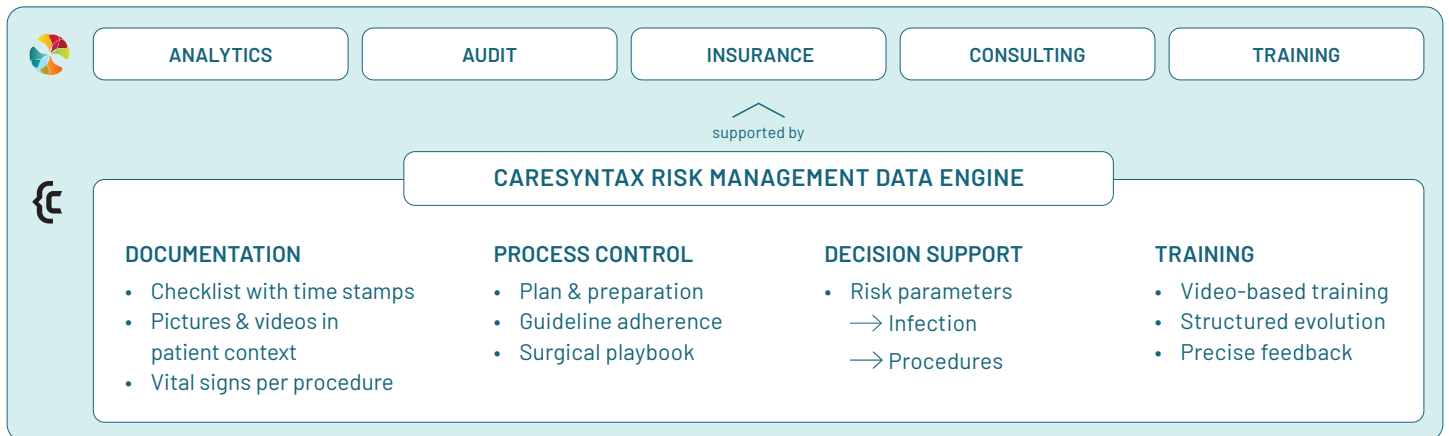 ANALYTICS
AUDIT
INSURANCE
CONSULTING
TRAINING
supported by
CARESYNTAX RISK MANAGEMENT DATA ENGINE
DOCUMENTATION
• Checklist with time stamps
• Pictures & videos in
patient context
• Vital signs per procedure
PROCESS CONTROL
• Plan & preparation
• Guideline adherence
• Surgical playbook
DECISION SUPPORT
• Risk parameters
→ Infection
→ Procedures
TRAINING
• Video-based training
• Structured evolution
• Precise feedback